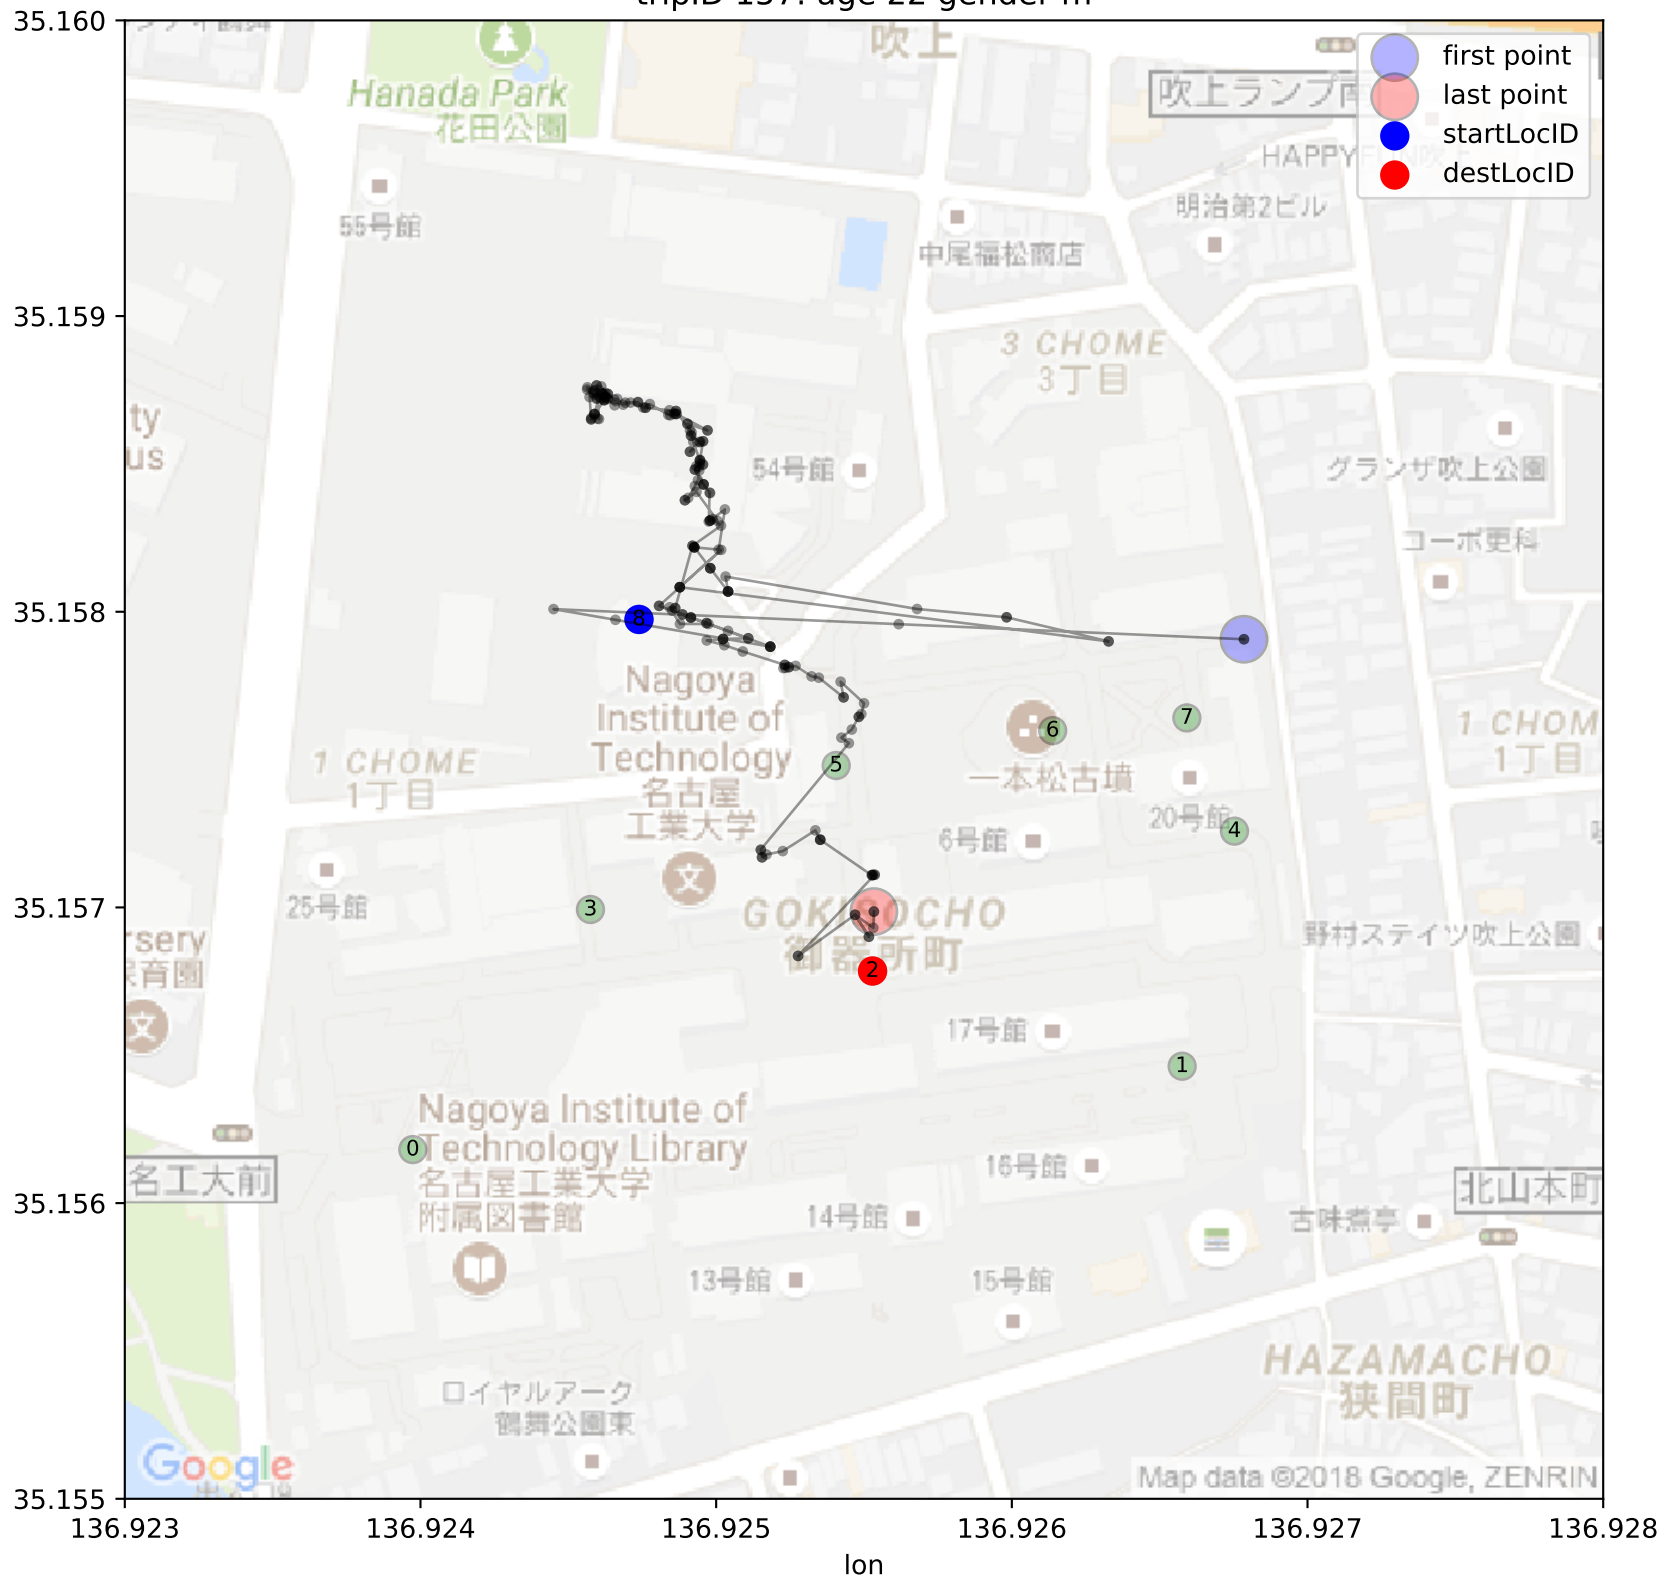 tripID 137: age 22 gender m
35.160
35.159
35.158
35.157
35.156
35.155
136.923
136.924
136.925
136.926
136.927
136.928
lon
first point
last point
startLocID
destLocID
Hanada Park
花田公園
吹上
吹上ランプ南
HAPPY
明治第2ビル
55号館
中尾福松商店
3 CHOME
3丁目
ty
us
54号館
グランザ吹上公園
コーポ更科
8
Nagoya
Institute of
Technology
名古屋
工業大学
1 CHOME
1丁目
7
6
5
一本松古墳
1 CHOM
1丁目
20号館
4
6号館
25号館
3
GOKISOCHO
御器所町
野村ステイツ吹上公園
rsery
保育園
2
17号館
1
Nagoya Institute of
Technology Library
名古屋工業大学
附属図書館
0
名工大前
16号館
14号館
北山本町
古味煮亭
13号館
15号館
HAZAMACHO
狭間町
ロイヤルアーク
鶴舞公園東
Google
Map data ©2018 Google, ZENRIN